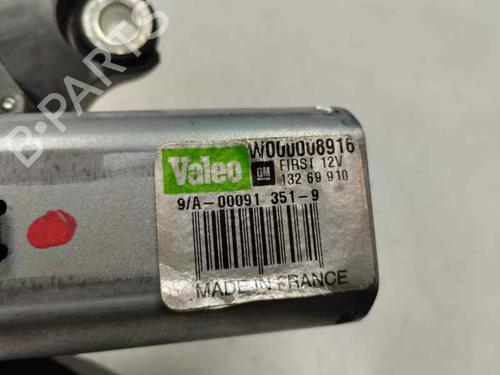 B-PARTS
Valeo
W000008916
FIRST 12V
GM
132 69 910
9/A-00091 351-9
MADE IN FRANCE